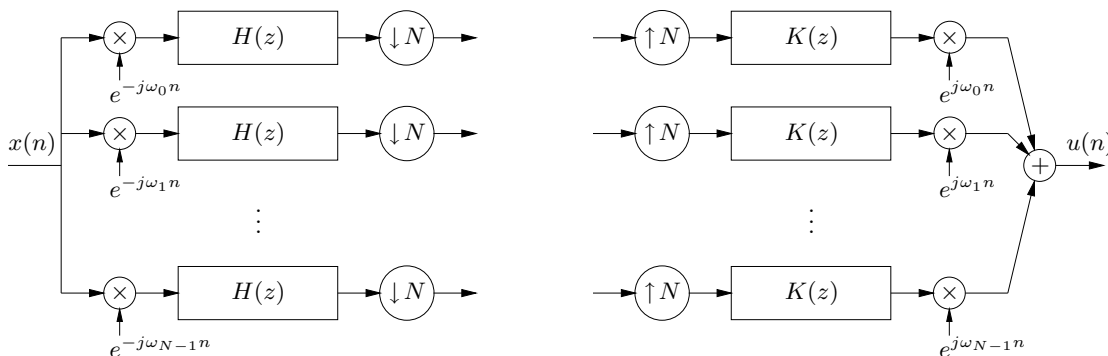 × H(z) ↓N ↑N K(z) ×
e^{-jω_0 n} e^{jω_0 n}
× H(z) ↓N ↑N K(z) ×
x(n) u(n)
+
e^{-jω_1 n} e^{jω_1 n}
⋮ ⋮
× H(z) ↓N ↑N K(z) ×
e^{-jω_{N-1} n} e^{jω_{N-1} n}